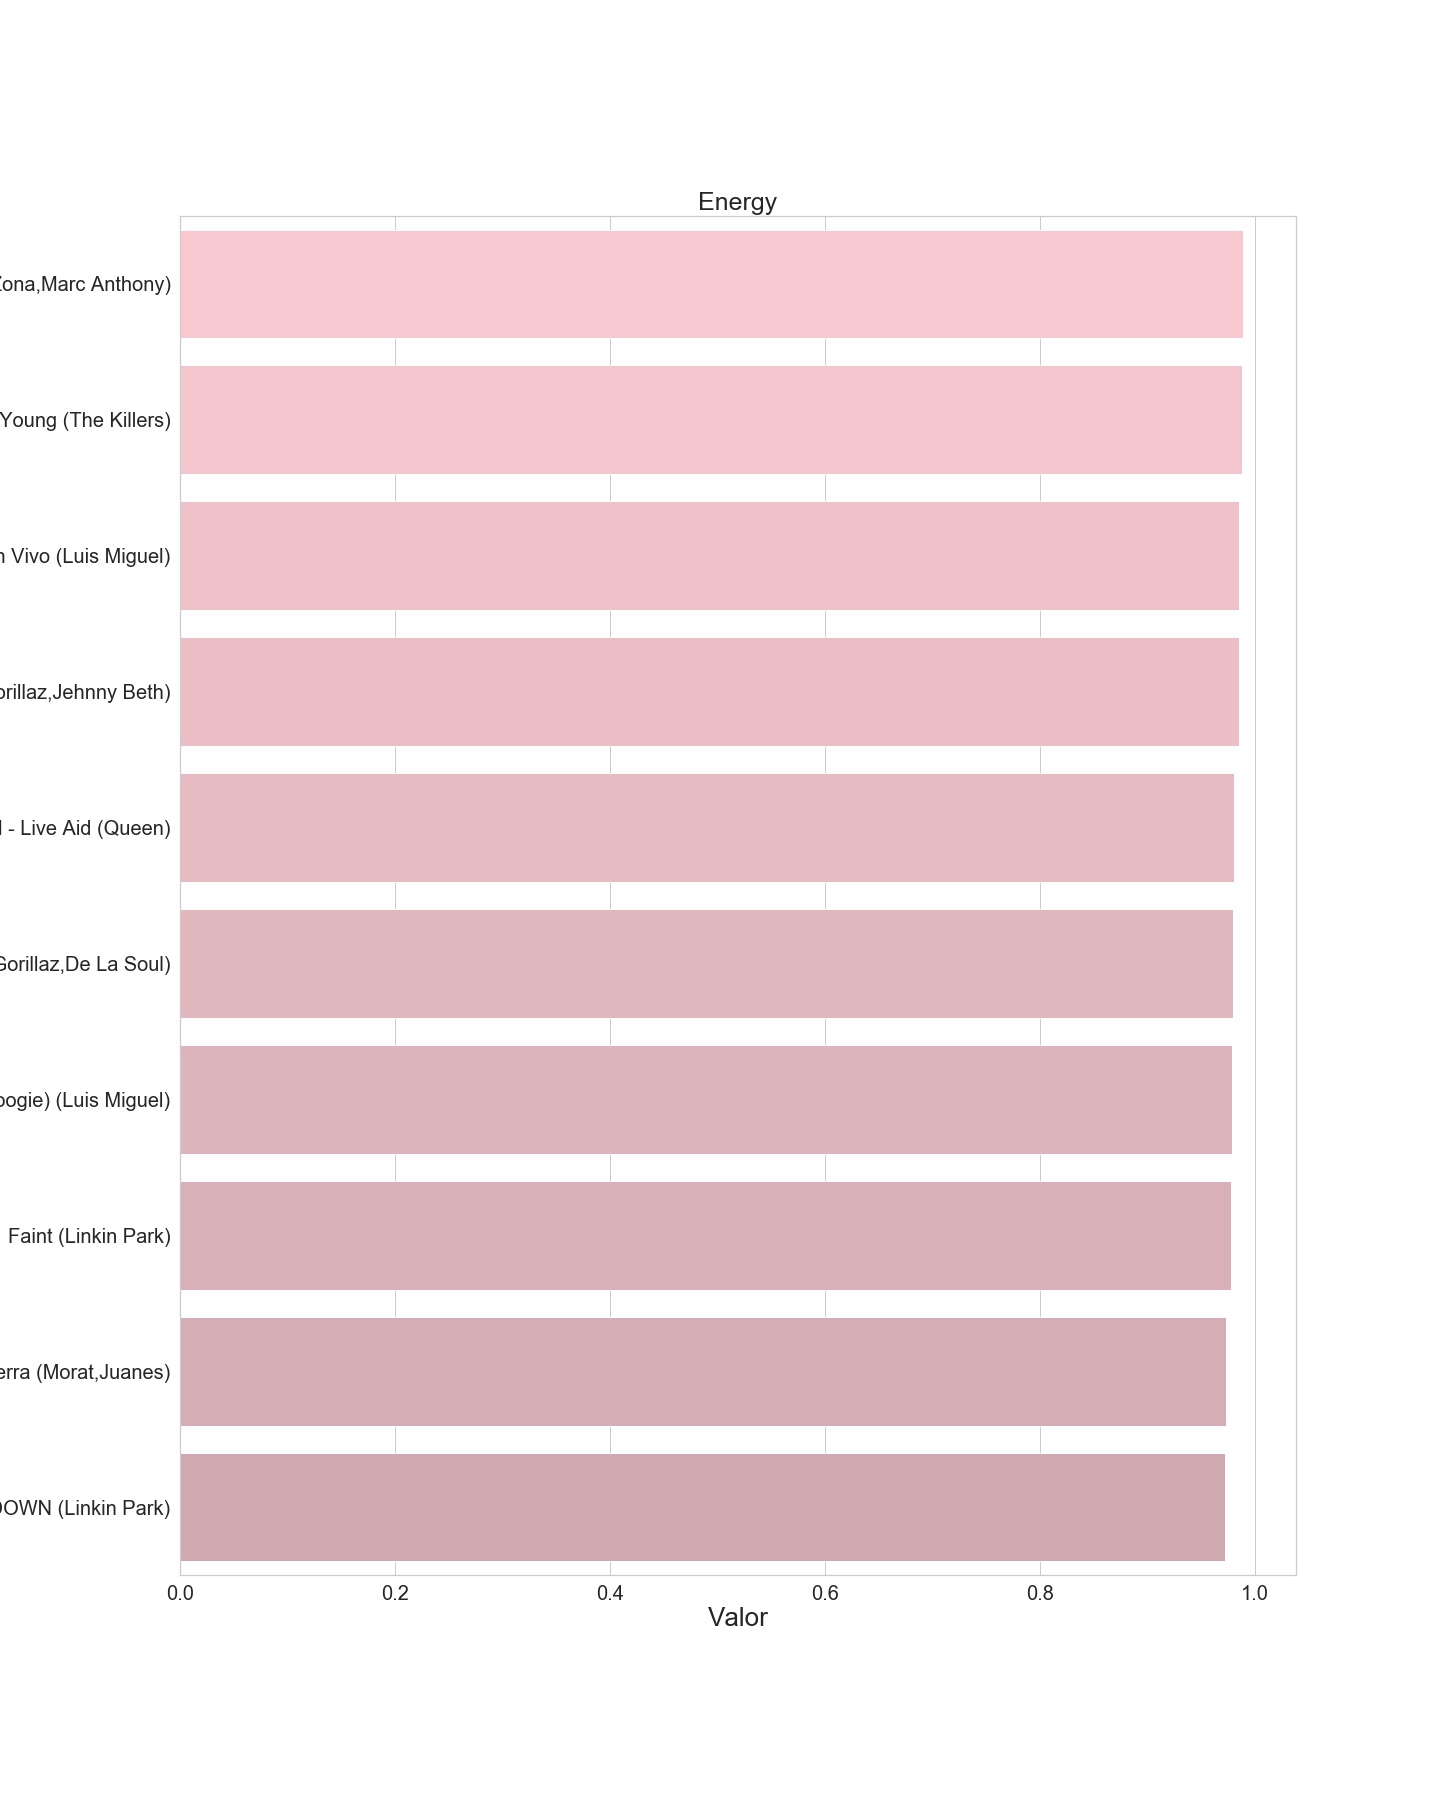 Energy
Zona,Marc Anthony)
Young (The Killers)
Vivo (Luis Miguel)
orillaz,Jehnny Beth)
- Live Aid (Queen)
Gorillaz,De La Soul)
oogie) (Luis Miguel)
Faint (Linkin Park)
erra (Morat,Juanes)
DOWN (Linkin Park)
0.0 0.2 0.4 0.6 0.8 1.0
Valor